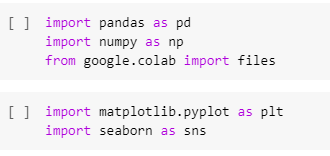 [ ] import pandas as pd
import numpy as np
from google.colab import files
[ ] import matplotlib.pyplot as plt
import seaborn as sns